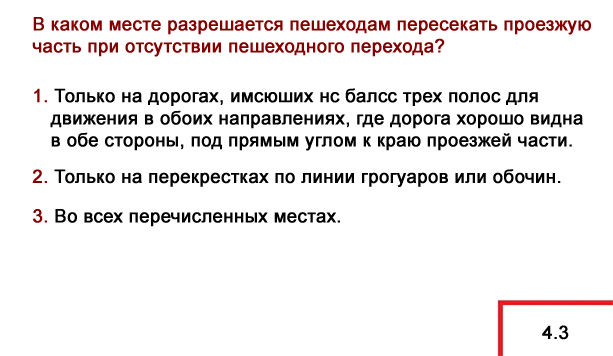 В каком месте разрешается пешеходам пересекать проезжую
часть при отсутствии пешеходного перехода?
1. Только на дорогах, имсюших нс балсс трех полос для
движения в обоих направлениях, где дорога хорошо видна
в обе стороны, под прямым углом к краю проезжей части.
2. Только на перекрестках по линии грогуаров или обочин.
3. Во всех перечисленных местах.
4.3